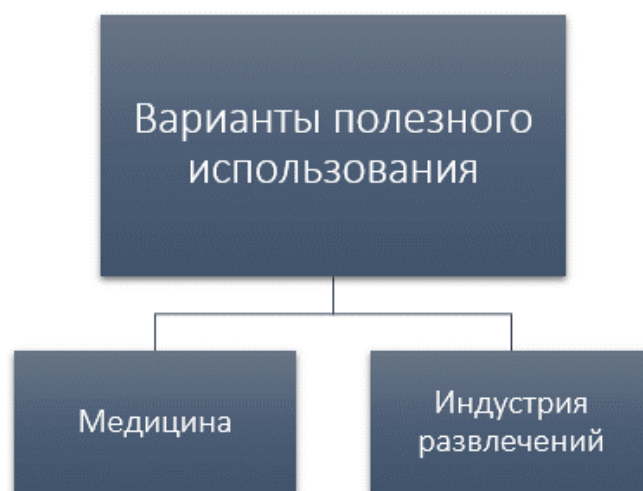 Варианты полезного
использования
Медицина
Индустрия
развлечений